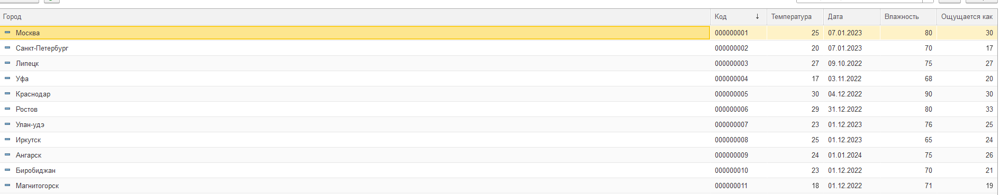 Город Код ↓ Температура Дата Влажность Ощущается как
Москва 000000001 25 07.01.2023 80 30
Санкт-Петербург 000000002 20 07.01.2023 70 17
Липецк 000000003 27 09.10.2022 75 27
Уфа 000000004 17 03.11.2022 68 20
Краснодар 000000005 30 04.12.2022 90 30
Ростов 000000006 29 31.12.2022 80 33
Улан-удэ 000000007 23 01.12.2023 76 25
Иркутск 000000008 25 01.12.2023 65 24
Ангарск 000000009 24 01.01.2024 75 26
Биробиджан 000000010 23 01.12.2022 70 21
Магнитогорск 000000011 18 01.12.2022 71 19